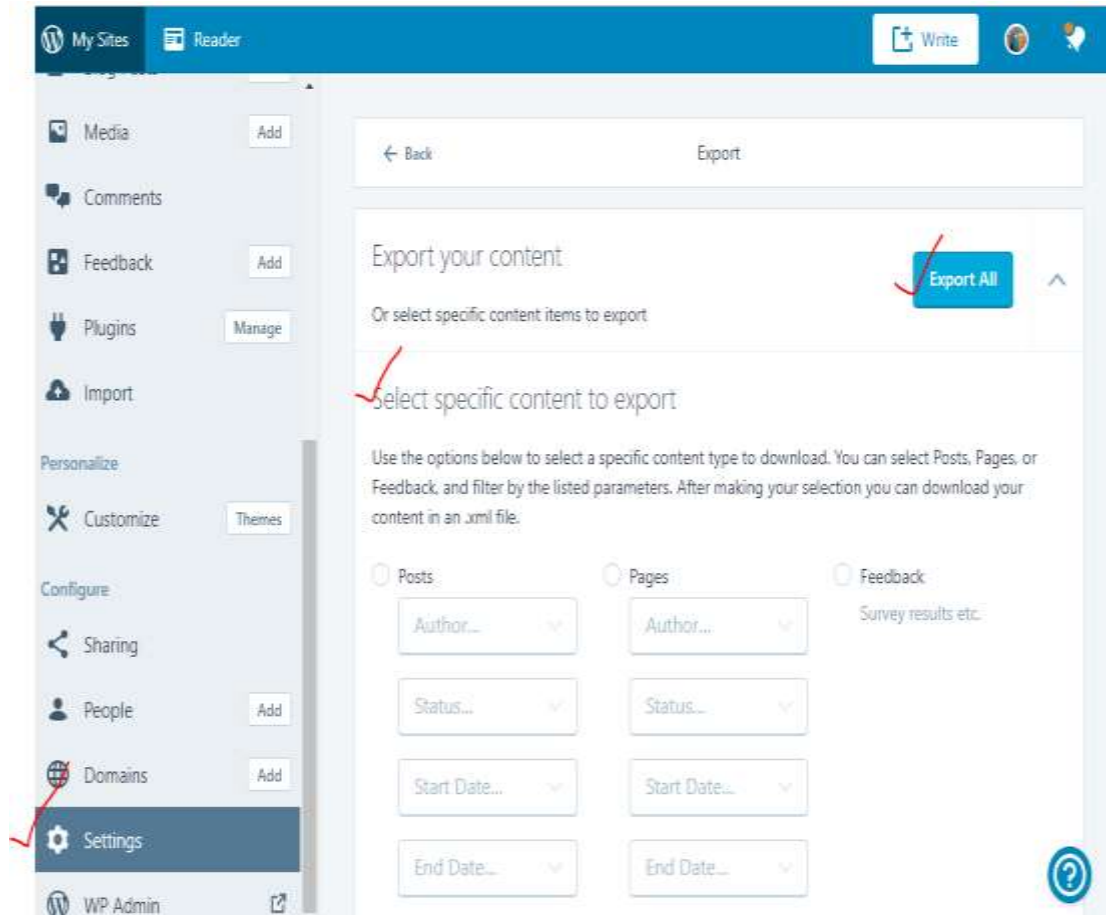 My Sites
Reader
Write
Media
Add
Comments
Feedback
Add
Plugins
Manage
Import
Personalize
Customize
Themes
Configure
Sharing
People
Add
Domains
Add
Settings
WP Admin
← Back
Export
Export your content
Export All
Or select specific content items to export
Select specific content to export
Use the options below to select a specific content type to download. You can select Posts, Pages, or
Feedback, and filter by the listed parameters. After making your selection you can download your
content in an .xml file.
Posts
Author...
Status...
Start Date...
End Date...
Pages
Author...
Status...
Start Date...
End Date...
Feedback
Survey results etc.